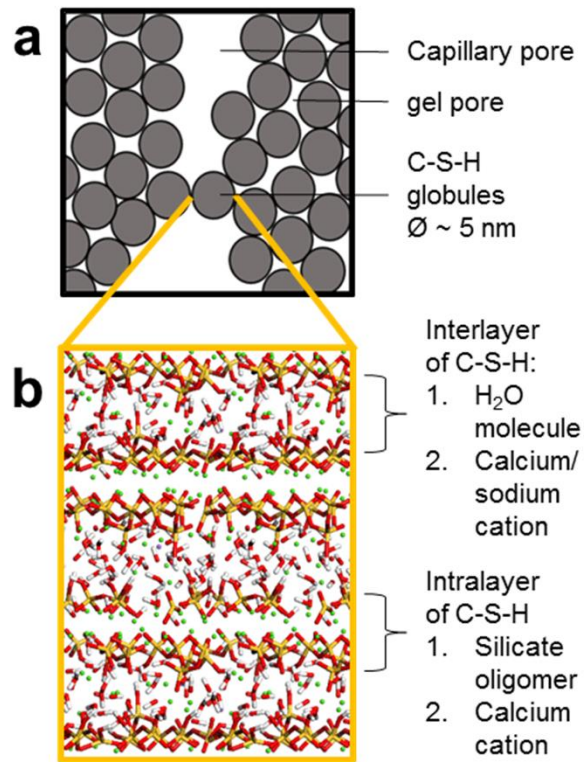 a
Capillary pore
gel pore
C-S-H
globules
Ø ~ 5 nm
b
Interlayer
of C-S-H:
1. H₂O
molecule
2. Calcium/
sodium
cation
Intralayer
of C-S-H
1. Silicate
oligomer
2. Calcium
cation